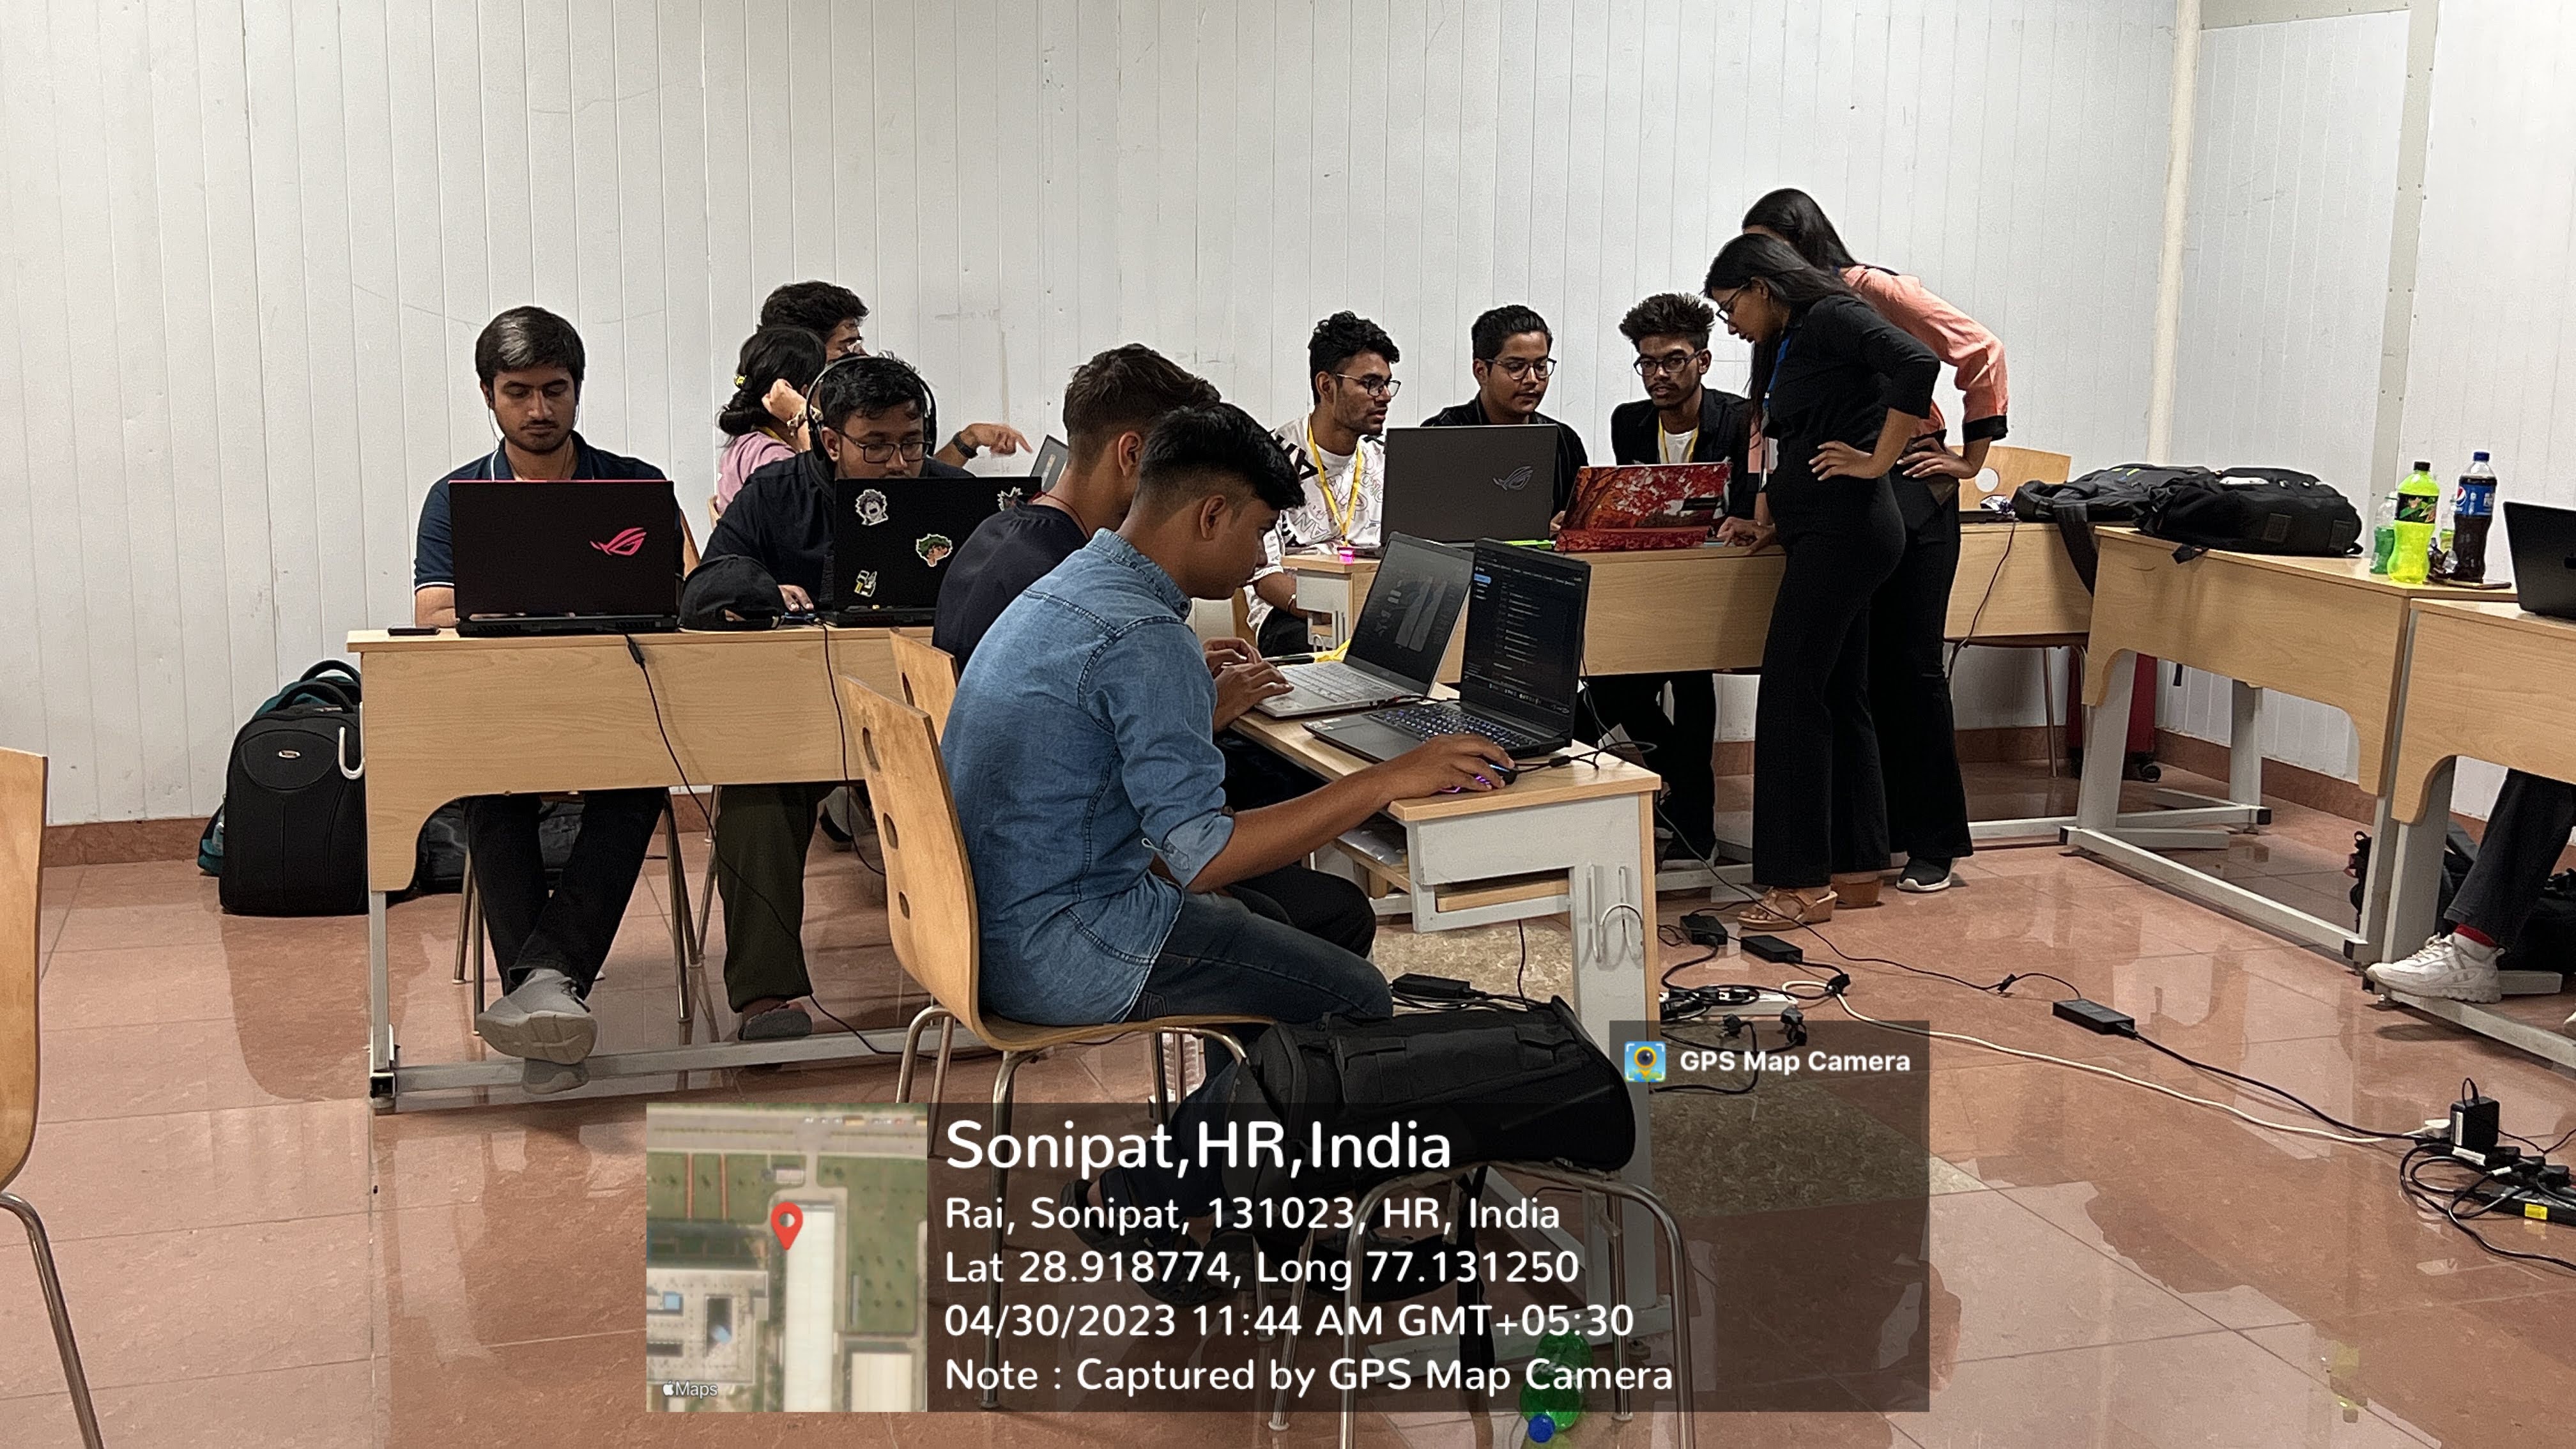 GPS Map Camera
Sonipat,HR,India
Rai, Sonipat, 131023, HR, India
Lat 28.918774, Long 77.131250
04/30/2023 11:44 AM GMT+05:30
Note : Captured by GPS Map Camera
Maps